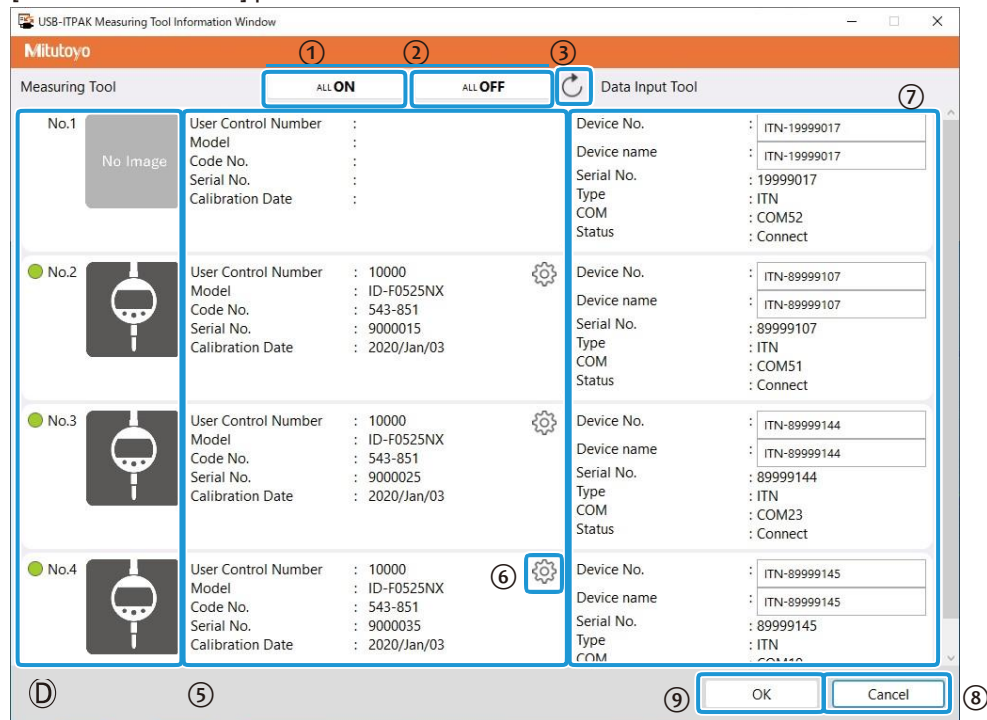 USB-ITPAK Measuring Tool Information Window
Mitutoyo
① ② ③
Measuring Tool ALL ON ALL OFF Data Input Tool ⑦
No.1
No Image
User Control Number :
Model :
Code No. :
Serial No. :
Calibration Date :
Device No. : ITN-19999017
Device name : ITN-19999017
Serial No. : 19999017
Type : ITN
COM : COM52
Status : Connect
No.2
User Control Number : 10000
Model : ID-F0525NX
Code No. : 543-851
Serial No. : 9000015
Calibration Date : 2020/Jan/03
Device No. : ITN-89999107
Device name : ITN-89999107
Serial No. : 89999107
Type : ITN
COM : COM51
Status : Connect
No.3
User Control Number : 10000
Model : ID-F0525NX
Code No. : 543-851
Serial No. : 9000025
Calibration Date : 2020/Jan/03
Device No. : ITN-89999144
Device name : ITN-89999144
Serial No. : 89999144
Type : ITN
COM : COM23
Status : Connect
No.4
User Control Number : 10000
Model : ID-F0525NX
Code No. : 543-851
Serial No. : 9000035
Calibration Date : 2020/Jan/03
⑥
Device No. : ITN-89999145
Device name : ITN-89999145
Serial No. : 89999145
Type : ITN
COM
Ⓓ ⑤ ⑨ OK Cancel ⑧